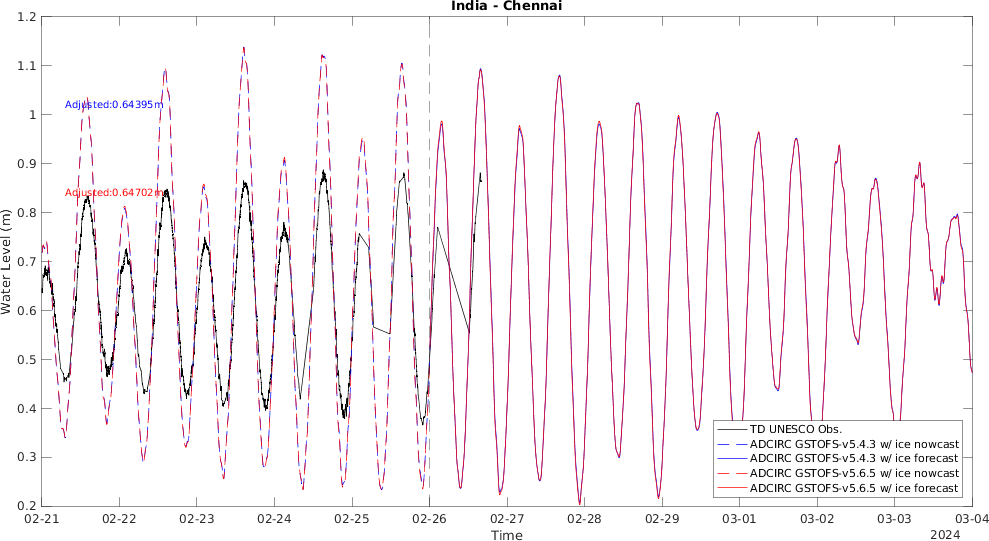 India - Chennai
1.2
1.1
1
0.9
0.8
0.7
0.6
0.5
0.4
0.3
0.2
Water Level (m)
Adjusted:0.64395m
Adjusted:0.64702m
TD UNESCO Obs.
ADCIRC GSTOFS-v5.4.3 w/ ice nowcast
ADCIRC GSTOFS-v5.4.3 w/ ice forecast
ADCIRC GSTOFS-v5.6.5 w/ ice nowcast
ADCIRC GSTOFS-v5.6.5 w/ ice forecast
02-21 02-22 02-23 02-24 02-25 02-26 02-27 02-28 02-29 03-01 03-02 03-03 03-04
Time
2024